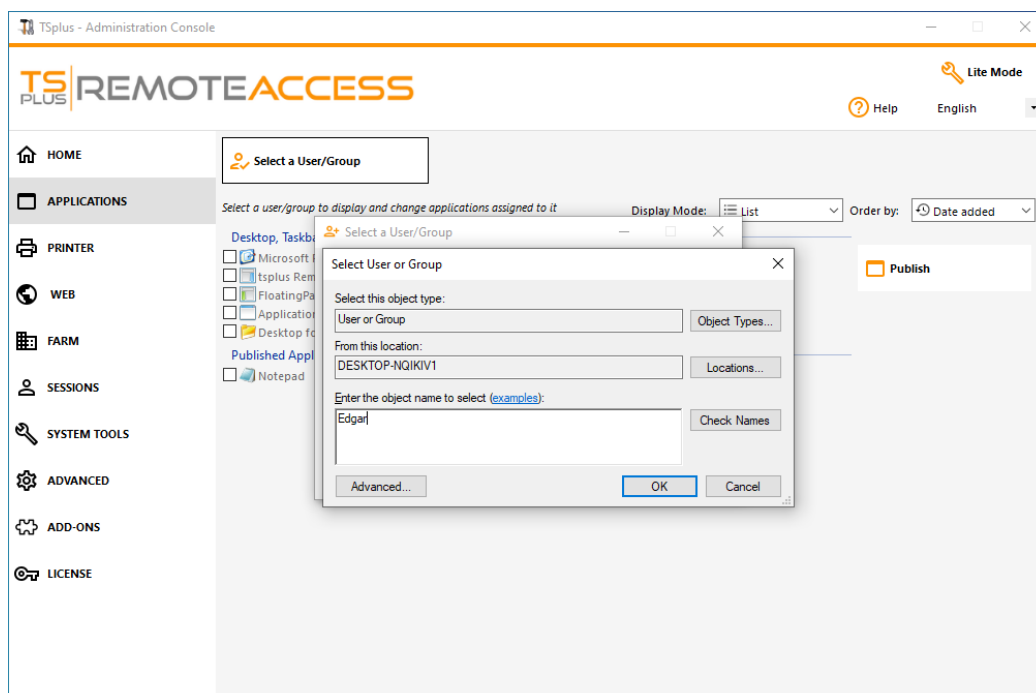 TSplus - Administration Console
TS PLUS REMOTEACCESS
Lite Mode
Help English
HOME
APPLICATIONS
PRINTER
WEB
FARM
SESSIONS
SYSTEM TOOLS
ADVANCED
ADD-ONS
LICENSE
Select a User/Group
Select a user/group to display and change applications assigned to it
Display Mode: List Order by: Date added
Desktop, Taskba
Microsoft
tsplus Rem
FloatingPa
Application
Desktop fo
Published Appl
Notepad
Publish
Select a User/Group
Select User or Group
Select this object type:
User or Group Object Types...
From this location:
DESKTOP-NQIKIV1 Locations...
Enter the object name to select (examples):
Edgar Check Names
Advanced... OK Cancel